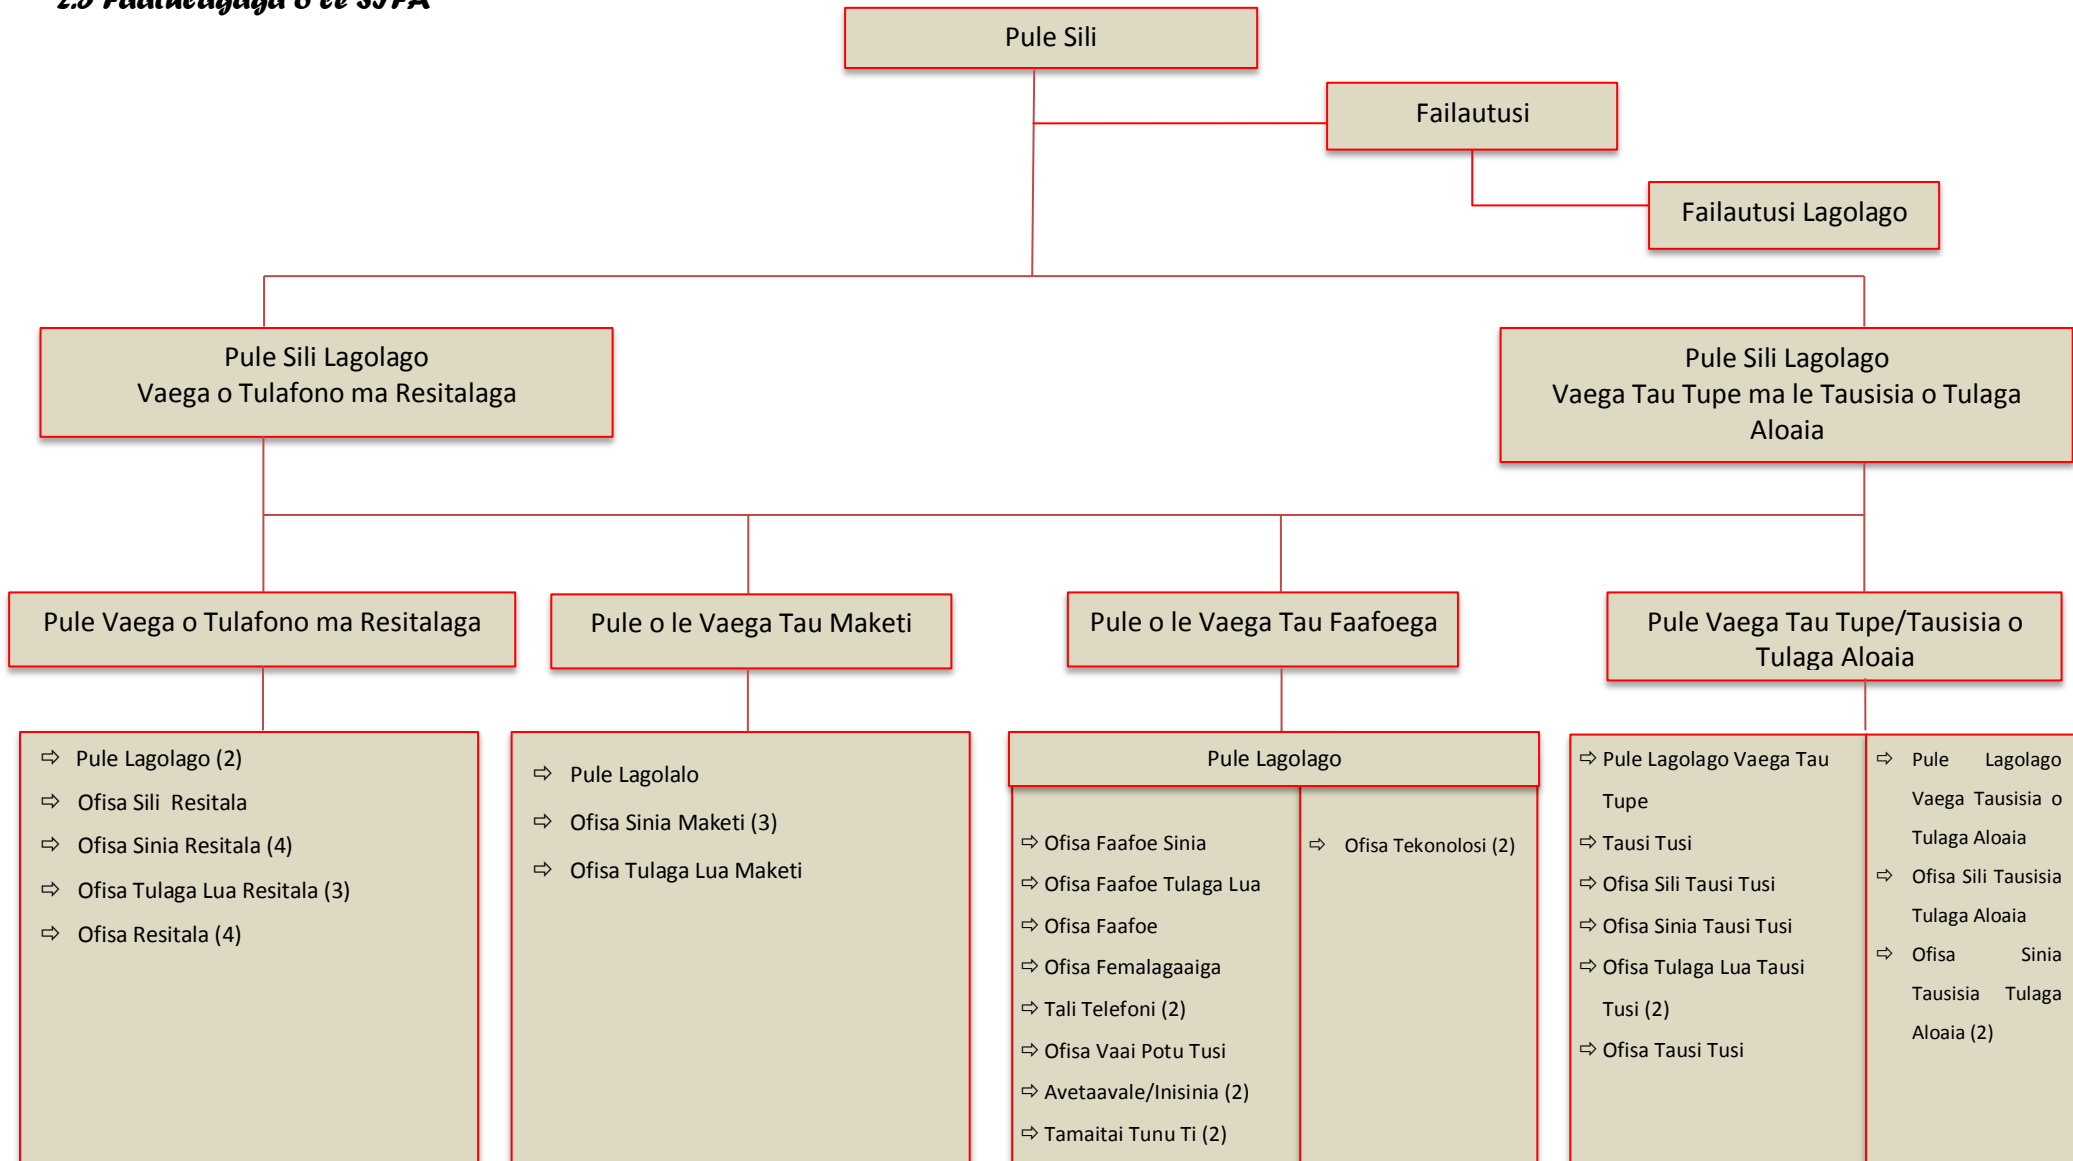 Pule Sili
Failautusi
Failautusi Lagolago
Pule Sili Lagolago
Vaega o Tulafono ma Resitalaga
Pule Sili Lagolago
Vaega Tau Tupe ma le Tausisia o Tulaga
Aloaia
Pule Vaega o Tulafono ma Resitalaga
Pule o le Vaega Tau Maketi
Pule o le Vaega Tau Faafoega
Pule Vaega Tau Tupe/Tausisia o
Tulaga Aloaia
⇨ Pule Lagolago (2)
⇨ Ofisa Sili Resitala
⇨ Ofisa Sinia Resitala (4)
⇨ Ofisa Tulaga Lua Resitala (3)
⇨ Ofisa Resitala (4)
⇨ Pule Lagolalo
⇨ Ofisa Sinia Maketi (3)
⇨ Ofisa Tulaga Lua Maketi
Pule Lagolago
⇨ Ofisa Faafoe Sinia
⇨ Ofisa Faafoe Tulaga Lua
⇨ Ofisa Faafoe
⇨ Ofisa Femalagaaiga
⇨ Tali Telefoni (2)
⇨ Ofisa Vaai Potu Tusi
⇨ Avetaavale/Inisinia (2)
⇨ Tamaitai Tunu Ti (2)
⇨ Ofisa Tekonolosi (2)
⇨ Pule Lagolago Vaega Tau
Tupe
⇨ Tausi Tusi
⇨ Ofisa Sili Tausi Tusi
⇨ Ofisa Sinia Tausi Tusi
⇨ Ofisa Tulaga Lua Tausi
Tusi (2)
⇨ Ofisa Tausi Tusi
⇨ Pule Lagolago
Vaega Tausisia o
Tulaga Aloaia
⇨ Ofisa Sili Tausisia
Tulaga Aloaia
⇨ Ofisa Sinia
Tausisia Tulaga
Aloaia (2)